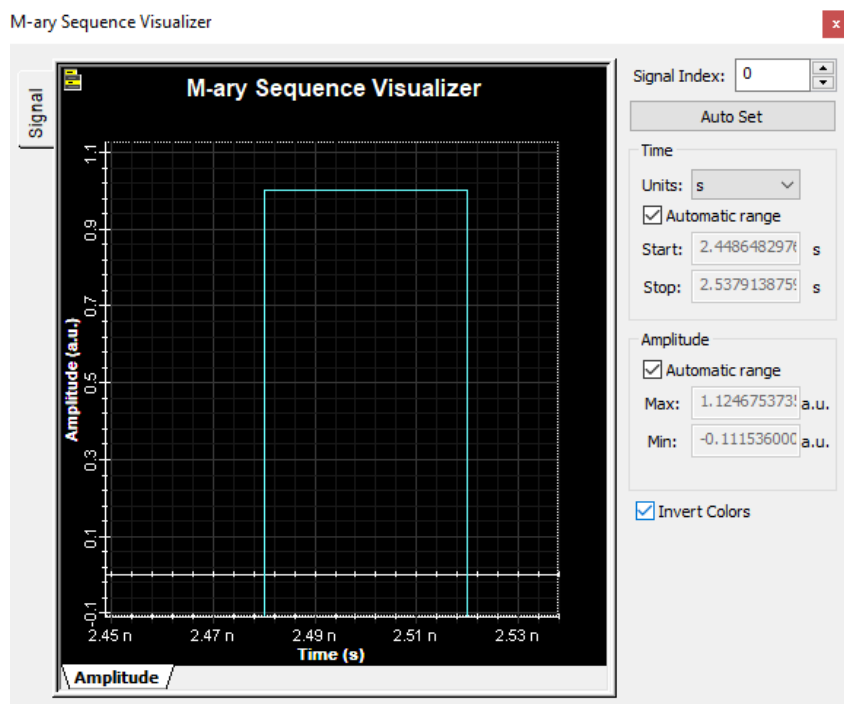 M-ary Sequence Visualizer
x
Signal
M-ary Sequence Visualizer
Amplitude (a.u.)
1.1
0.9
0.7
0.5
0.3
0.1
-0.1
2.45 n 2.47 n 2.49 n 2.51 n 2.53 n
Time (s)
Amplitude
Signal Index: 0
Auto Set
Time
Units: s
Automatic range
Start: 2.448648297 s
Stop: 2.537913875 s
Amplitude
Automatic range
Max: 1.124675373 a.u.
Min: -0.111536000 a.u.
Invert Colors